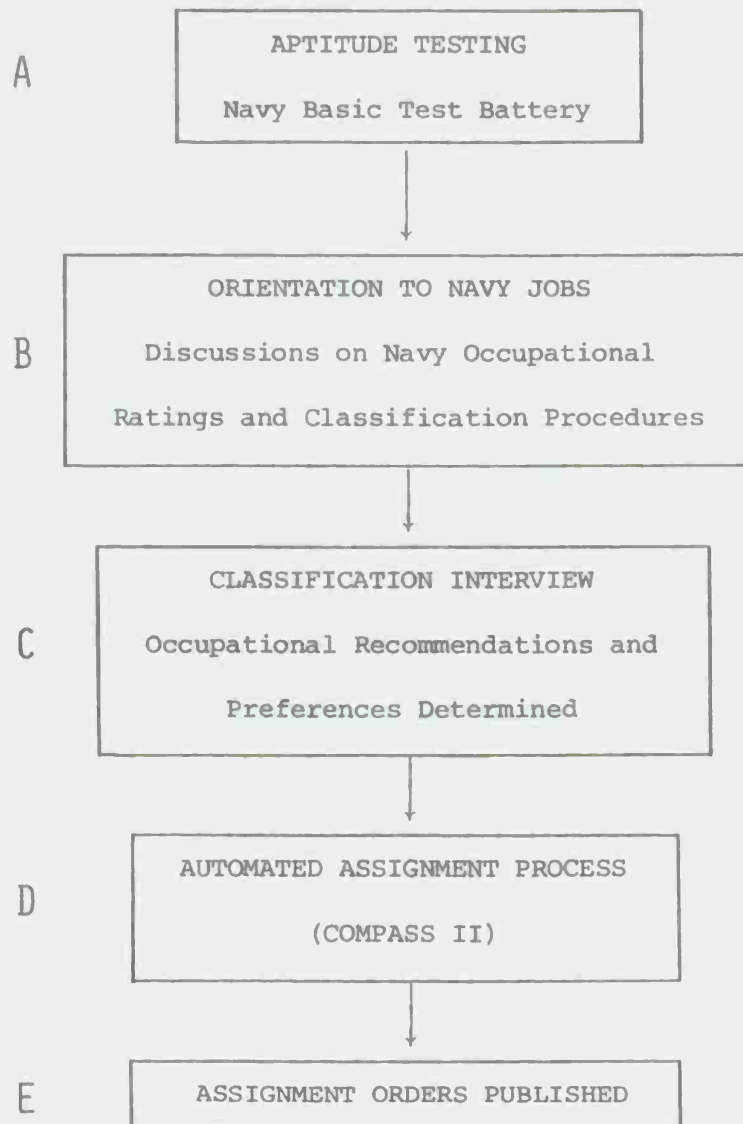 A
APTITUDE TESTING
Navy Basic Test Battery
B
ORIENTATION TO NAVY JOBS
Discussions on Navy Occupational
Ratings and Classification Procedures
C
CLASSIFICATION INTERVIEW
Occupational Recommendations and
Preferences Determined
D
AUTOMATED ASSIGNMENT PROCESS
(COMPASS II)
E
ASSIGNMENT ORDERS PUBLISHED